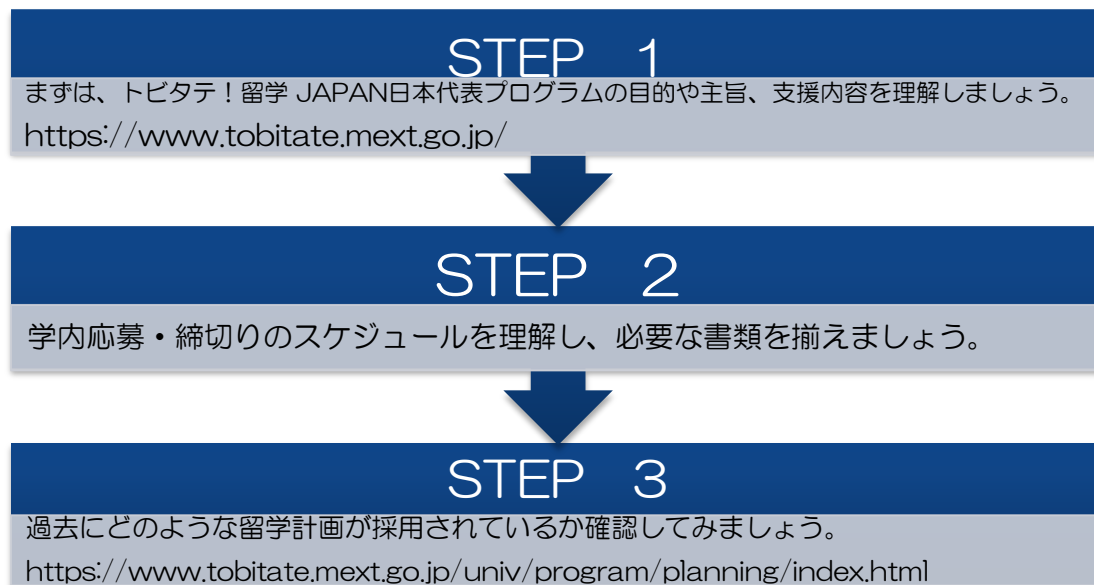 STEP 1
まずは、トビタテ！留学 JAPAN日本代表プログラムの目的や主旨、支援内容を理解しましょう。
https://www.tobitate.mext.go.jp/
STEP 2
学内応募・締切りのスケジュールを理解し、必要な書類を揃えましょう。
STEP 3
過去にどのような留学計画が採用されているか確認してみましょう。
https://www.tobitate.mext.go.jp/univ/program/planning/index.html